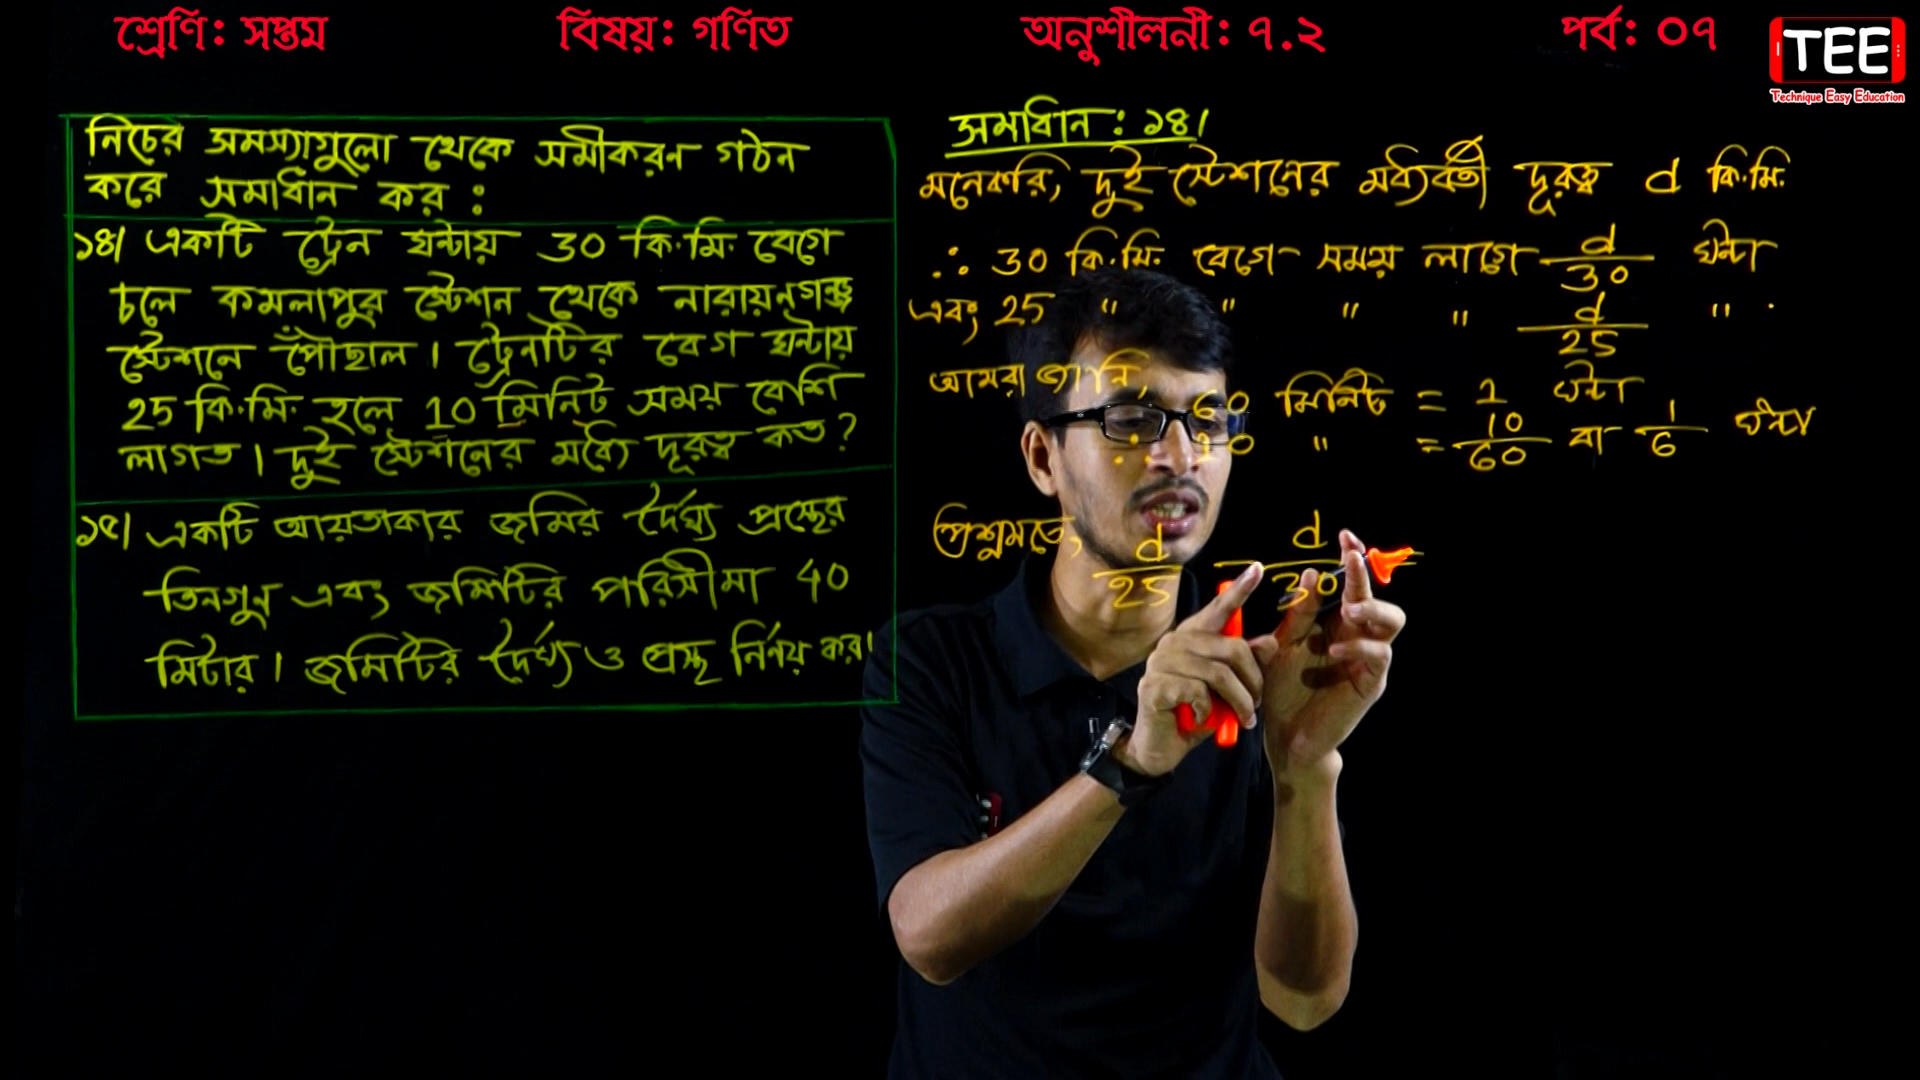 শ্রেণি: সপ্তম
বিষয়: গণিত
অনুশীলনী: ৭.২
পর্ব: ০৭
TEE
Technique Easy Education
নিচের সমস্যাগুলো থেকে সমীকরণ গঠন
করে সমাধান কর:
১৪। একটি ট্রেন ঘন্টায় 30 কি.মি. বেগে
চলে কমলাপুর স্টেশন থেকে নারায়নগঞ্জ
স্টেশনে পৌঁছাল। ট্রেনটির বেগ ঘন্টায়
25 কি.মি. হলে 10 মিনিট সময় বেশি
লাগত। দুই স্টেশনের মধ্যে দূরত্ব কত?
১৫। একটি আয়তাকার জমির দৈর্ঘ্য প্রস্থের
তিনগুন এবং জমিটির পরিসীমা 40
মিটার। জমিটির দৈর্ঘ্য ও প্রস্থ নির্নয় কর।
সমাধান: ১৪।
মনেকরি, দুই স্টেশনের মধ্যবর্তী দূরত্ব d কি.মি.
∴ 30 কি.মি. বেগে সময় লাগে d/30 ঘন্টা
এবং 25 " " " " d/25 " .
আমরা জানি,
60 মিনিট = 1 ঘন্টা
∴ 10 " = 10/60 বা 1/6 ঘন্টা
প্রশ্নমতে, d/25 - d/30 =